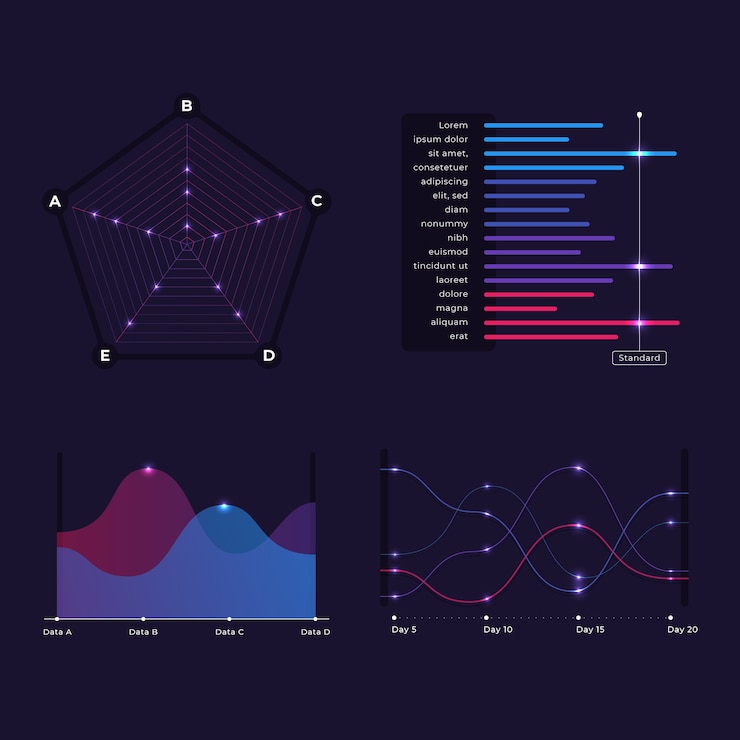 B
A
C
E
D
Lorem
ipsum dolor
sit amet,
consetetuer
adipiscing
elit, sed
diam
nonummy
nibh
euismod
tincidunt ut
laoreet
dolore
magna
aliquam
erat
Standard
Data A
Data B
Data C
Data D
Day 5
Day 10
Day 15
Day 20